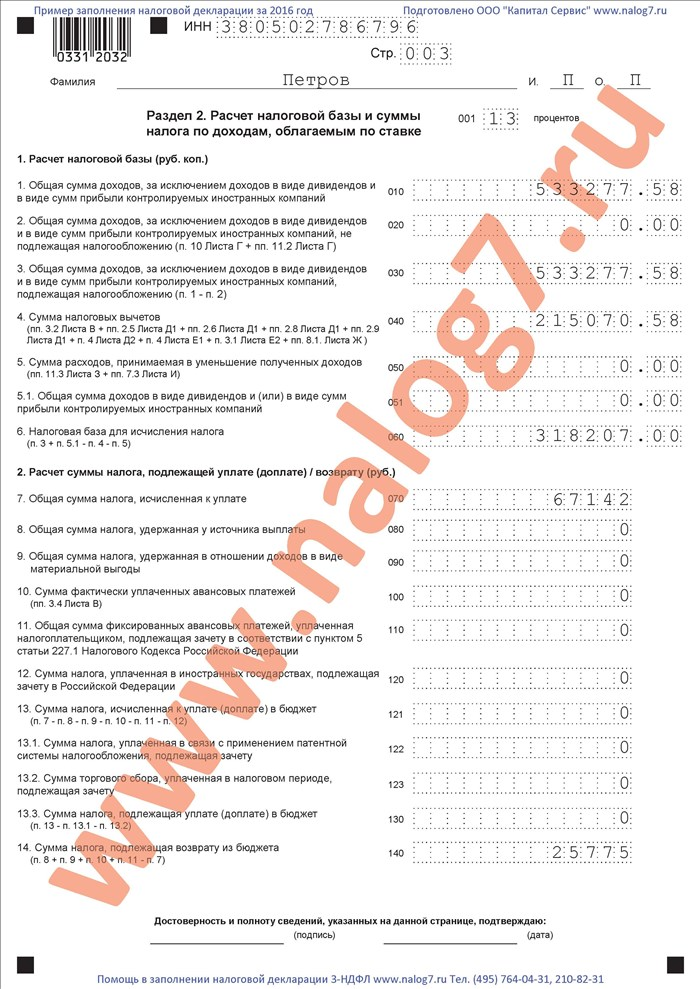 Пример заполнения налоговой декларации за 2016 год Подготовлено ООО "Капитал Сервис" www.nalog7.ru
0331 2032
ИНН 380502786796
Стр. 003
Фамилия Петров И. П О. П
Раздел 2. Расчет налоговой базы и суммы
налога по доходам, облагаемым по ставке 001 13 процентов
1. Расчет налоговой базы (руб. коп.)
1. Общая сумма доходов, за исключением доходов в виде дивидендов и
в виде сумм прибыли контролируемых иностранных компаний 010 533277.58
2. Общая сумма доходов, за исключением доходов в виде дивидендов
и в виде сумм прибыли контролируемых иностранных компаний, не
подлежащая налогообложению (п. 10 Листа Г + пп. 11.2 Листа Г) 020 0.00
3. Общая сумма доходов, за исключением доходов в виде дивидендов
и в виде сумм прибыли контролируемых иностранных компаний,
подлежащая налогообложению (п. 1 - п. 2) 030 533277.58
4. Сумма налоговых вычетов 040 215070.58
(пп. 3.2 Листа В + пп. 2.5 Листа Д1 + пп. 2.6 Листа Д1 + пп. 2.8 Листа Д1 + пп. 2.9
Листа Д1 + п. 4 Листа Д2 + п. 4 Листа Е1 + п. 3.1 Листа Е2 + пп. 8.1. Листа Ж )
5. Сумма расходов, принимаемая в уменьшение полученных доходов 050 0.00
(пп. 11.3 Листа З + пп. 7.3 Листа И)
5.1. Общая сумма доходов в виде дивидендов и (или) в виде сумм
прибыли контролируемых иностранных компаний 051 0.00
6. Налоговая база для исчисления налога 060 318207.00
(п. 3 + п. 5.1 - п. 4 - п. 5)
2. Расчет суммы налога, подлежащей уплате (доплате) / возврату (руб.)
7. Общая сумма налога, исчисленная к уплате 070 67142
8. Общая сумма налога, удержанная у источника выплаты 080 0
9. Общая сумма налога, удержанная в отношении доходов в виде
материальной выгоды 090 0
10. Сумма фактически уплаченных авансовых платежей 100 0
(пп. 3.4 Листа В)
11. Общая сумма фиксированных авансовых платежей, уплаченная 110 0
налогоплательщиком, подлежащая зачету в соответствии с пунктом 5
статьи 227.1 Налогового Кодекса Российской Федерации
12. Сумма налога, уплаченная в иностранных государствах, подлежащая
зачету в Российской Федерации 120 0
13. Сумма налога, исчисленная к уплате (доплате) в бюджет 121 0
(п. 7 - п. 8 - п. 9 - п. 10 - п. 11 - п. 12)
13.1. Сумма налога, уплаченная в связи с применением патентной
системы налогообложения, подлежащая зачету 122 0
13.2. Сумма торгового сбора, уплаченная в налоговом периоде,
подлежащая зачету 123 0
13.3. Сумма налога, подлежащая уплате (доплате) в бюджет 130 0
(п. 13 - п. 13.1 - п. 13.2)
14. Сумма налога, подлежащая возврату из бюджета 140 25775
(п. 8 + п. 9 + п. 10 + п. 11 - п. 7)
www.nalog7.ru
Достоверность и полноту сведений, указанных на данной странице, подтверждаю:
(подпись) (дата)
Помощь в заполнении налоговой декларации 3-НДФЛ www.nalog7.ru Тел. (495) 764-04-31, 210-82-31